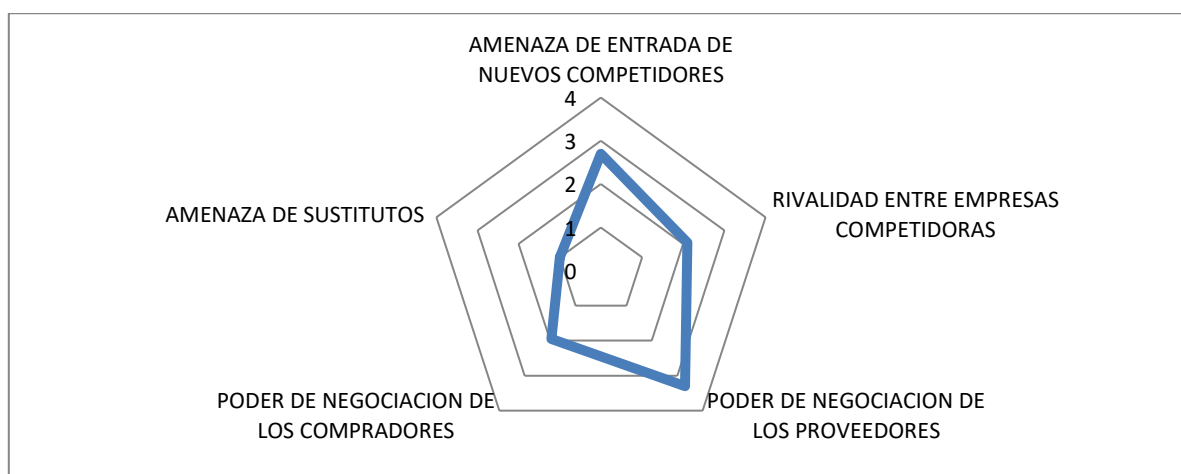 AMENAZA DE ENTRADA DE
NUEVOS COMPETIDORES
4
3
2
1
0
RIVALIDAD ENTRE EMPRESAS
COMPETIDORAS
AMENAZA DE SUSTITUTOS
PODER DE NEGOCIACION DE
LOS COMPRADORES
PODER DE NEGOCIACION DE
LOS PROVEEDORES